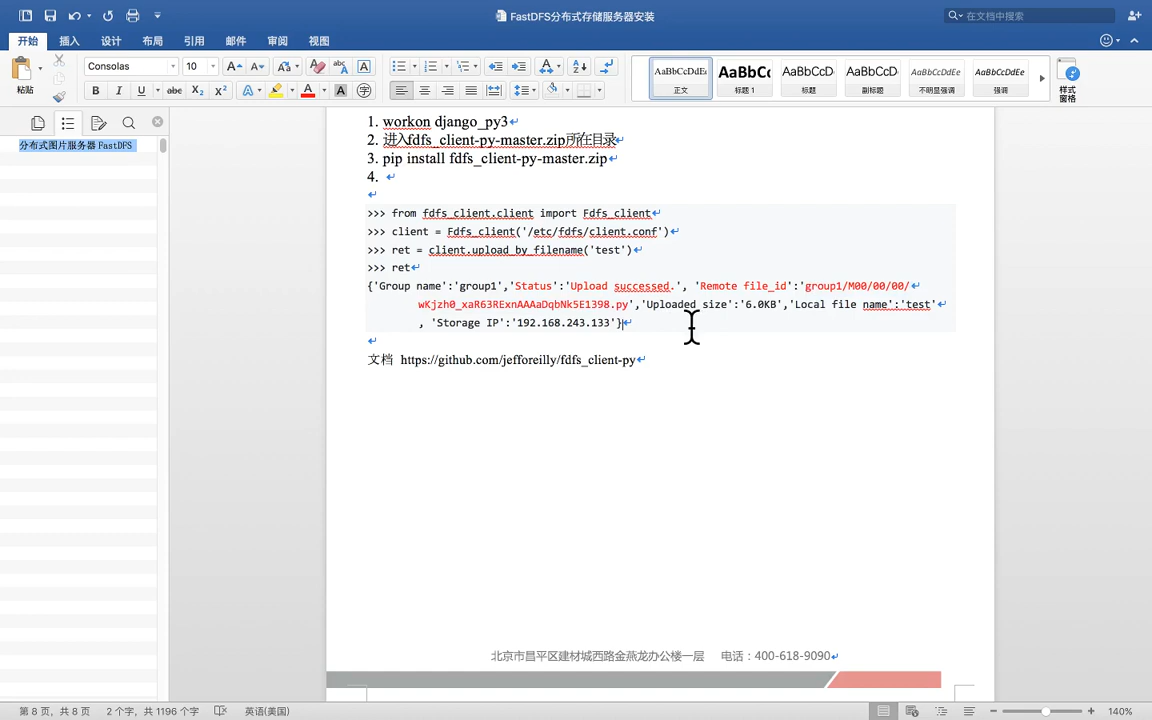 FastDFS分布式存储服务器安装
在文档中搜索
开始 插入 设计 布局 引用 邮件 审阅 视图
粘贴
Consolas 10
AaBbCcDdEe 正文
AaBbCc 标题 1
AaBbCcD 标题
AaBbCcD 副标题
AaBbCcDdEe 不明显强调
AaBbCcDdEe 强调
样式
窗格
分布式图片服务器 FastDFS
1. workon django_py3
2. 进入fdfs_client-py-master.zip所在目录
3. pip install fdfs_client-py-master.zip
4.
>>> from fdfs_client.client import Fdfs_client
>>> client = Fdfs_client('/etc/fdfs/client.conf')
>>> ret = client.upload_by_filename('test')
>>> ret
{'Group name':'group1','Status':'Upload successed.', 'Remote file_id':'group1/M00/00/00/
wKjzh0_xaR63RExnAAAaDqbNk5E1398.py','Uploaded size':'6.0KB','Local file name':'test'
, 'Storage IP':'192.168.243.133'}
文档 https://github.com/jefforeilly/fdfs_client-py
北京市昌平区建材城西路金燕龙办公楼一层 电话：400-618-9090
第 8 页，共 8 页 2 个字，共 1196 个字 英语(美国) 140%